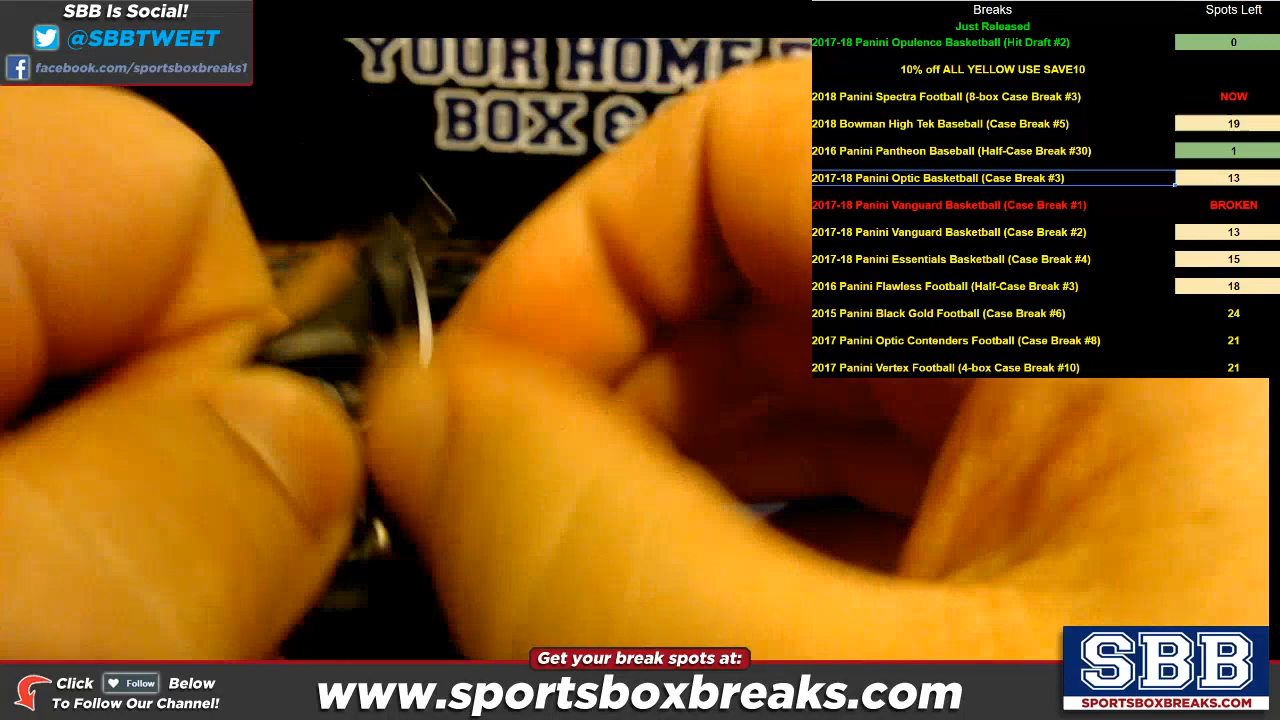 SBB Is Social!
@SBBTWEET
facebook.com/sportsboxbreaks1
YOUR HOME
BOX &
Breaks Spots Left
Just Released
2017-18 Panini Opulence Basketball (Hit Draft #2) 0
10% off ALL YELLOW USE SAVE10
2018 Panini Spectra Football (8-box Case Break #3) NOW
2018 Bowman High Tek Baseball (Case Break #5) 19
2016 Panini Pantheon Baseball (Half-Case Break #30) 1
2017-18 Panini Optic Basketball (Case Break #3) 13
2017-18 Panini Vanguard Basketball (Case Break #1) BROKEN
2017-18 Panini Vanguard Basketball (Case Break #2) 13
2017-18 Panini Essentials Basketball (Case Break #4) 15
2016 Panini Flawless Football (Half-Case Break #3) 18
2015 Panini Black Gold Football (Case Break #6) 24
2017 Panini Optic Contenders Football (Case Break #8) 21
2017 Panini Vertex Football (4-box Case Break #10) 21
Get your break spots at:
Click Follow Below
To Follow Our Channel!
www.sportsboxbreaks.com
SBB
SPORTSBOXBREAKS.COM